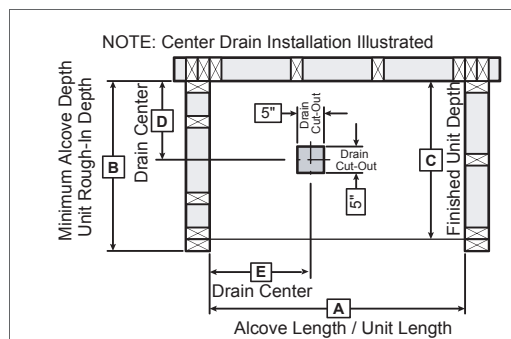 NOTE: Center Drain Installation Illustrated
Minimum Alcove Depth
Unit Rough-In Depth
B
Drain Center
D
5"
Drain
Cut-Out
Drain
Cut-Out
5"
C
Finished Unit Depth
E
Drain Center
A
Alcove Length / Unit Length